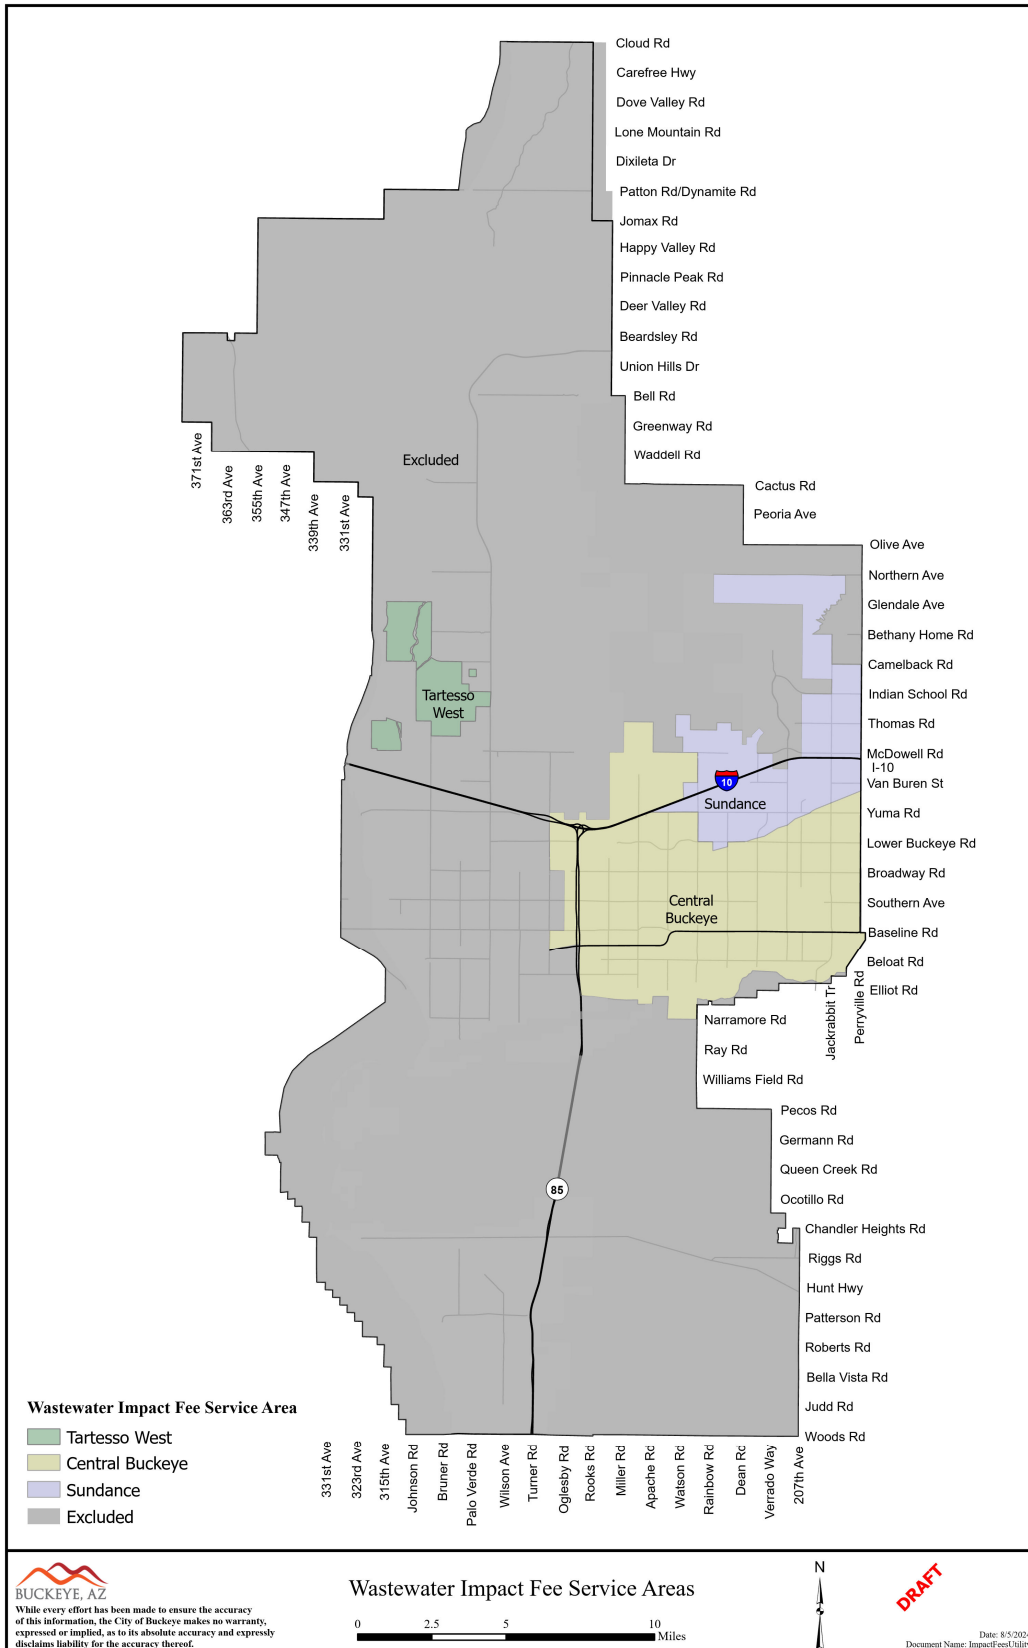 Cloud Rd
Carefree Hwy
Dove Valley Rd
Lone Mountain Rd
Dixileta Dr
Patton Rd/Dynamite Rd
Jomax Rd
Happy Valley Rd
Pinnacle Peak Rd
Deer Valley Rd
Beardsley Rd
Union Hills Dr
Bell Rd
Greenway Rd
Waddell Rd
Cactus Rd
Peoria Ave
Olive Ave
Northern Ave
Glendale Ave
Bethany Home Rd
Camelback Rd
Indian School Rd
Thomas Rd
McDowell Rd
I-10
Van Buren St
Yuma Rd
Lower Buckeye Rd
Broadway Rd
Southern Ave
Baseline Rd
Beloat Rd
Elliot Rd
371st Ave
363rd Ave
355th Ave
347th Ave
339th Ave
331st Ave
Excluded
Tartesso
West
10
Sundance
Central
Buckeye
Jackrabbit Tr
Perryville Rd
Narramore Rd
Ray Rd
Williams Field Rd
Pecos Rd
Germann Rd
Queen Creek Rd
Ocotillo Rd
85
Chandler Heights Rd
Riggs Rd
Hunt Hwy
Patterson Rd
Roberts Rd
Bella Vista Rd
Judd Rd
Woods Rd
331st Ave
323rd Ave
315th Ave
Johnson Rd
Bruner Rd
Palo Verde Rd
Wilson Ave
Turner Rd
Oglesby Rd
Rooks Rd
Miller Rd
Apache Rd
Watson Rd
Rainbow Rd
Dean Rd
Verrado Way
207th Ave
Wastewater Impact Fee Service Area
Tartesso West
Central Buckeye
Sundance
Excluded
BUCKEYE, AZ
While every effort has been made to ensure the accuracy
of this information, the City of Buckeye makes no warranty,
expressed or implied, as to its absolute accuracy and expressly
disclaims liability for the accuracy thereof.
Wastewater Impact Fee Service Areas
0 2.5 5 10
Miles
N
DRAFT
Date: 8/5/2024
Document Name: ImpactFeesUtility